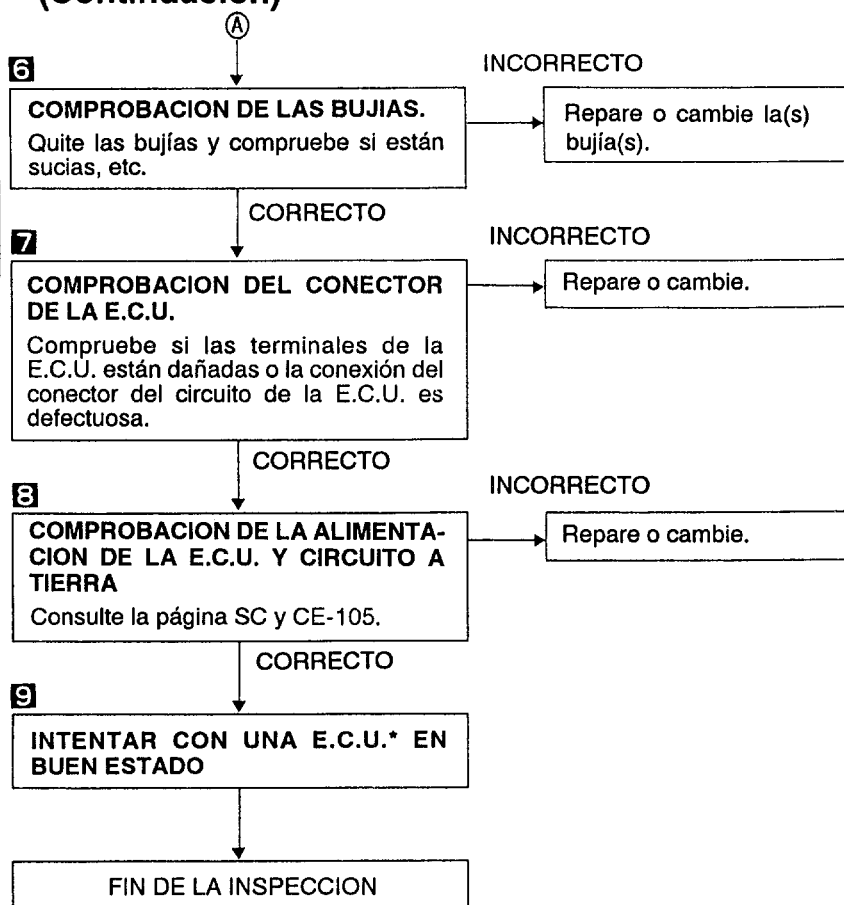 (Continuación)
A
6
INCORRECTO
COMPROBACION DE LAS BUJIAS.
Quite las bujías y compruebe si están
sucias, etc.
Repare o cambie la(s)
bujía(s).
CORRECTO
7
INCORRECTO
COMPROBACION DEL CONECTOR
DE LA E.C.U.
Compruebe si las terminales de la
E.C.U. están dañadas o la conexión del
conector del circuito de la E.C.U. es
defectuosa.
Repare o cambie.
CORRECTO
8
INCORRECTO
COMPROBACION DE LA ALIMENTA-
CION DE LA E.C.U. Y CIRCUITO A
TIERRA
Consulte la página SC y CE-105.
Repare o cambie.
CORRECTO
9
INTENTAR CON UNA E.C.U.* EN
BUEN ESTADO
FIN DE LA INSPECCION